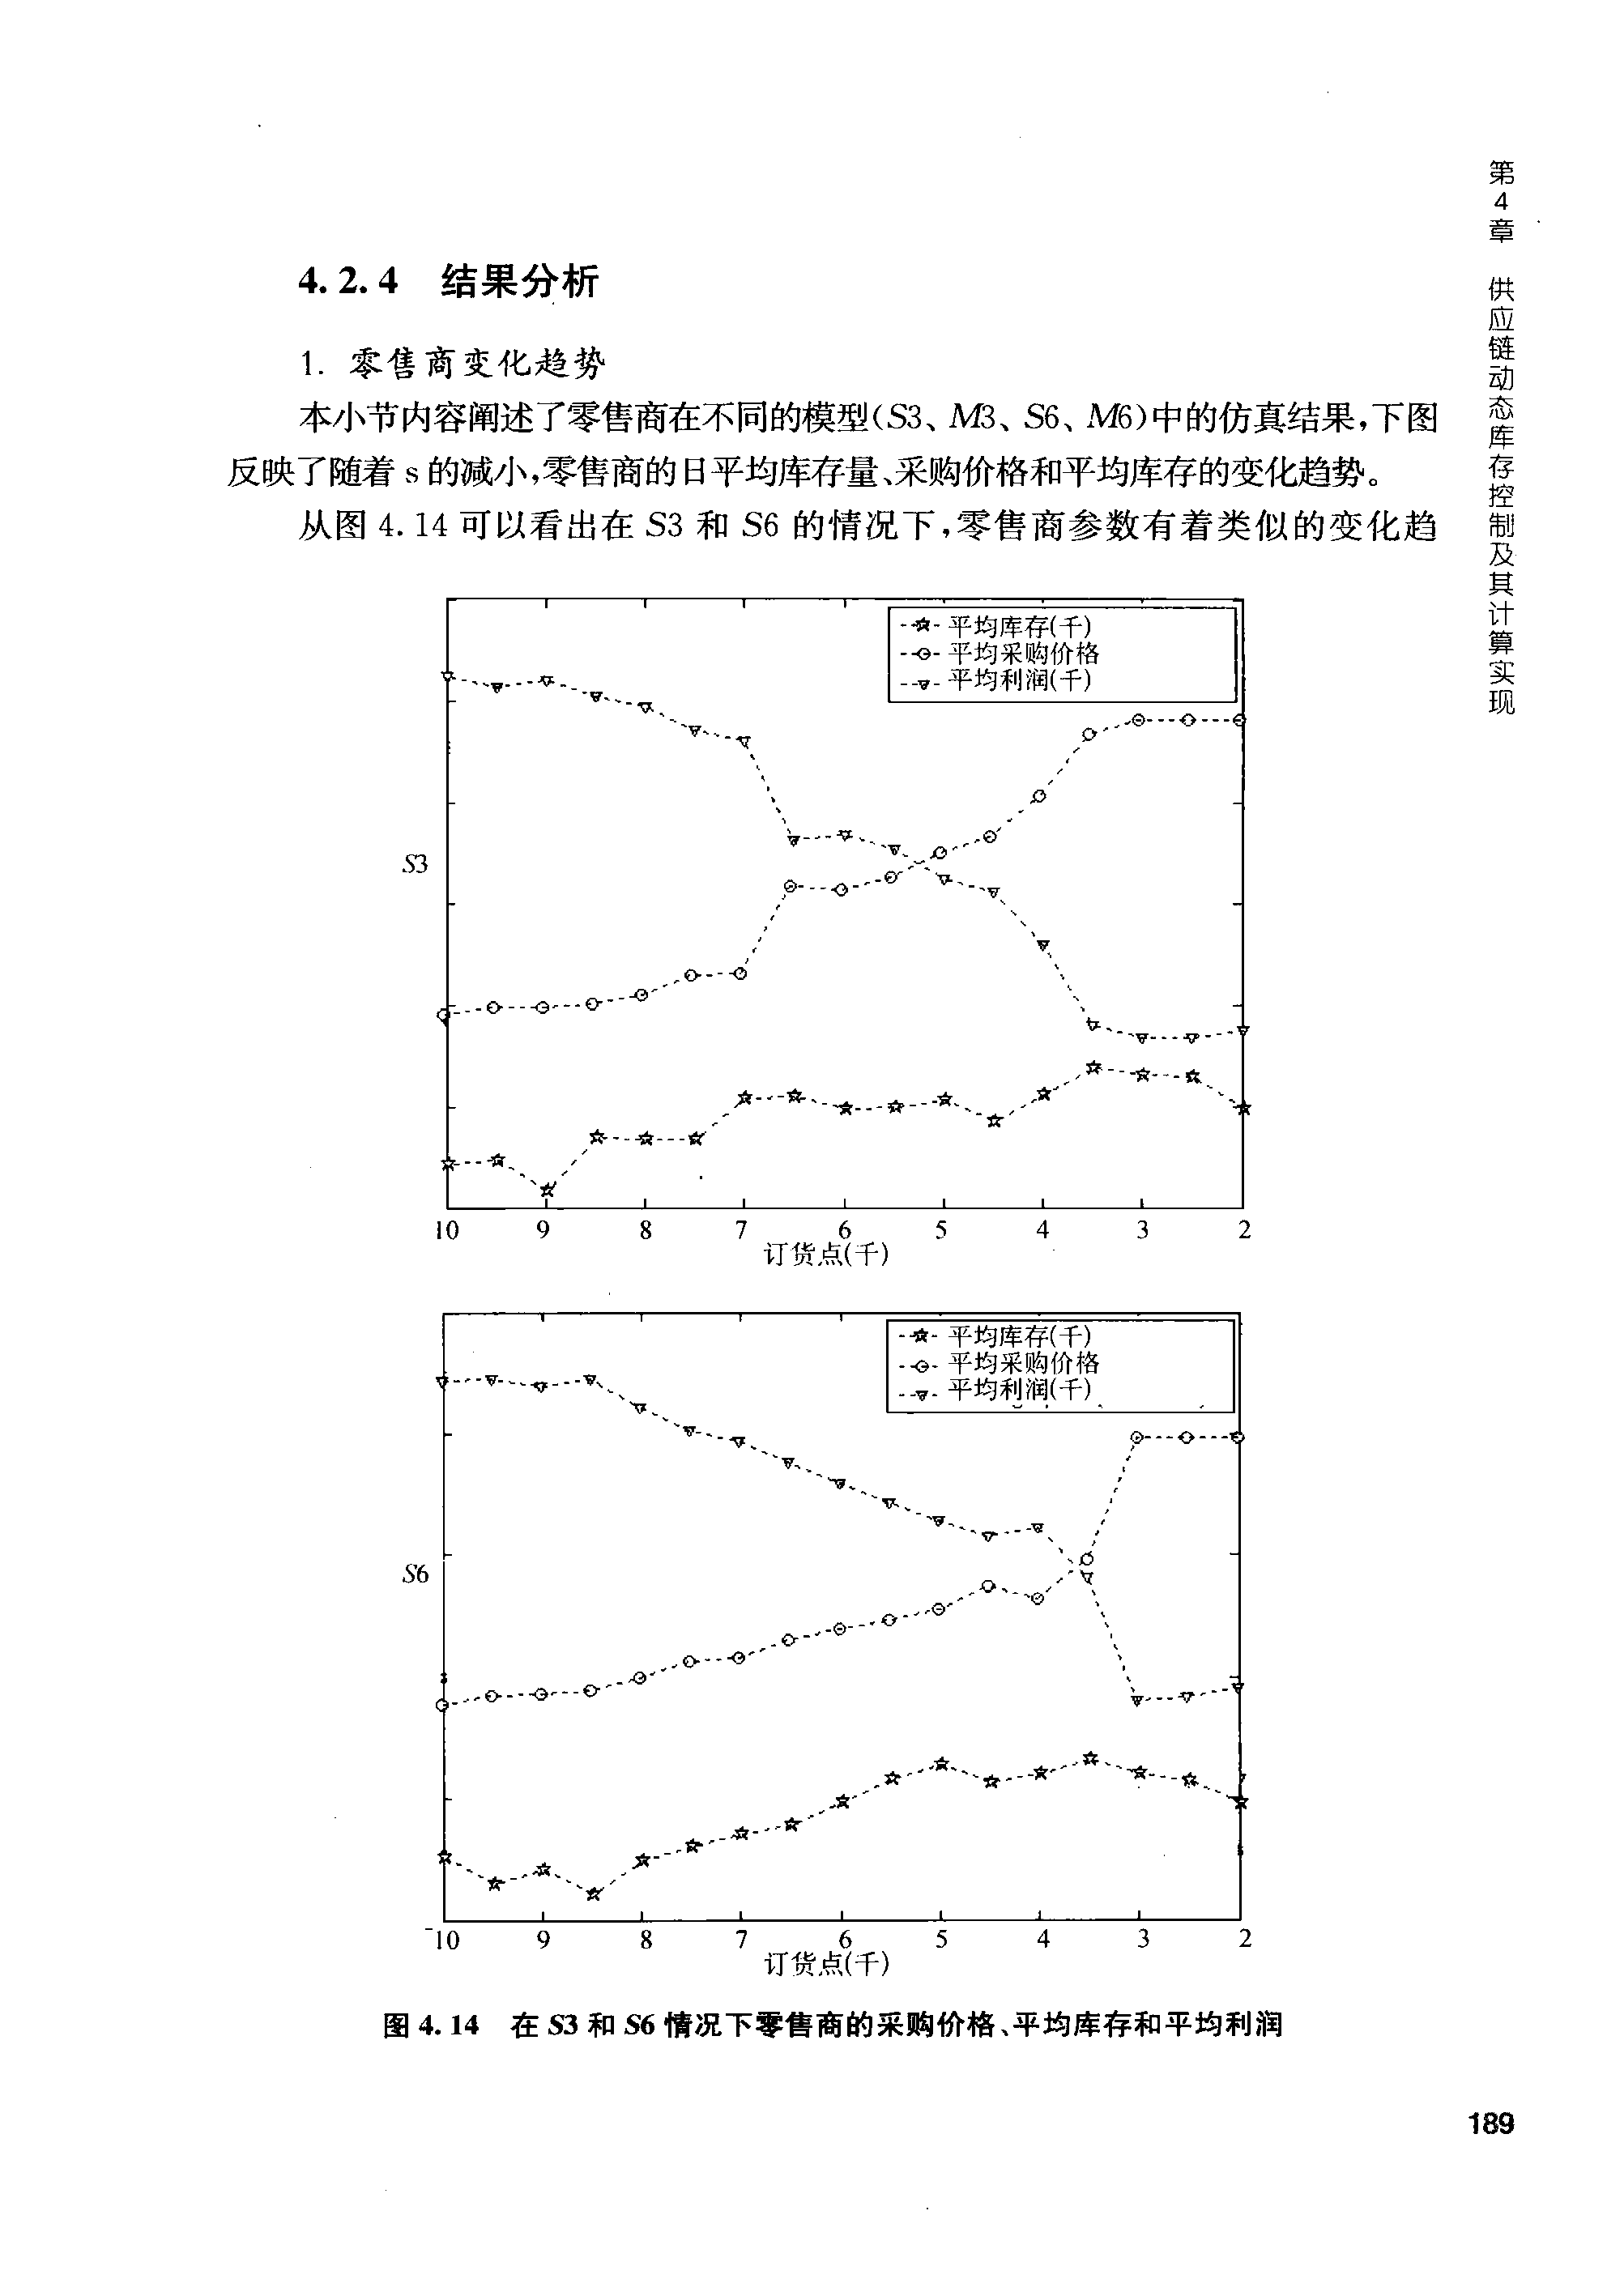 第4章 供应链动态库存控制及其计算实现
4.2.4 结果分析
1. 零售商变化趋势
本小节内容阐述了零售商在不同的模型(S3、M3、S6、M6)中的仿真结果,下图
反映了随着 s 的减小,零售商的日平均库存量、采购价格和平均库存的变化趋势。
从图 4.14 可以看出在 S3 和 S6 的情况下,零售商参数有着类似的变化趋
平均库存(千)
平均采购价格
平均利润(千)
S3
10 9 8 7 6 5 4 3 2
订货点(千)
平均库存(千)
平均采购价格
平均利润(千)
S6
10 9 8 7 6 5 4 3 2
订货点(千)
图 4.14 在 S3 和 S6 情况下零售商的采购价格、平均库存和平均利润
189